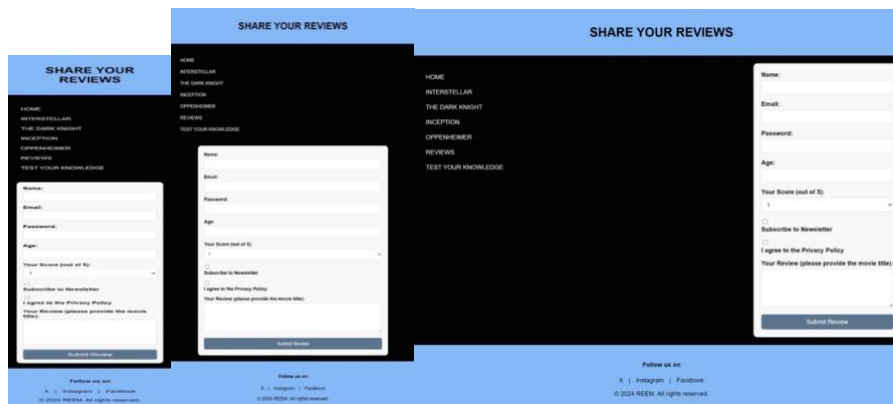 SHARE YOUR
REVIEWS
HOME
INTERSTELLAR
THE DARK KNIGHT
INCEPTION
OPPENHEIMER
REVIEWS
TEST YOUR KNOWLEDGE
Name:
Email:
Password:
Age:
Your Score (out of 5):
1
Subscribe to Newsletter
I agree to the Privacy Policy
Your Review (please provide the movie
title):
Submit Review
Follow us on
X | Instagram | Facebook
© 2024 REEM. All rights reserved.
SHARE YOUR REVIEWS
HOME
INTERSTELLAR
THE DARK KNIGHT
INCEPTION
OPPENHEIMER
REVIEWS
TEST YOUR KNOWLEDGE
Name:
Email:
Password:
Age:
Your Score (out of 5):
1
Subscribe to Newsletter
I agree to the Privacy Policy
Your Review (please provide the movie title):
Submit Review
Follow us on
X | Instagram | Facebook
© 2024 REEM. All rights reserved.
SHARE YOUR REVIEWS
HOME
INTERSTELLAR
THE DARK KNIGHT
INCEPTION
OPPENHEIMER
REVIEWS
TEST YOUR KNOWLEDGE
Name:
Email:
Password:
Age:
Your Score (out of 5):
1
Subscribe to Newsletter
I agree to the Privacy Policy
Your Review (please provide the movie title):
Submit Review
Follow us on
X | Instagram | Facebook
© 2024 REEM. All rights reserved.